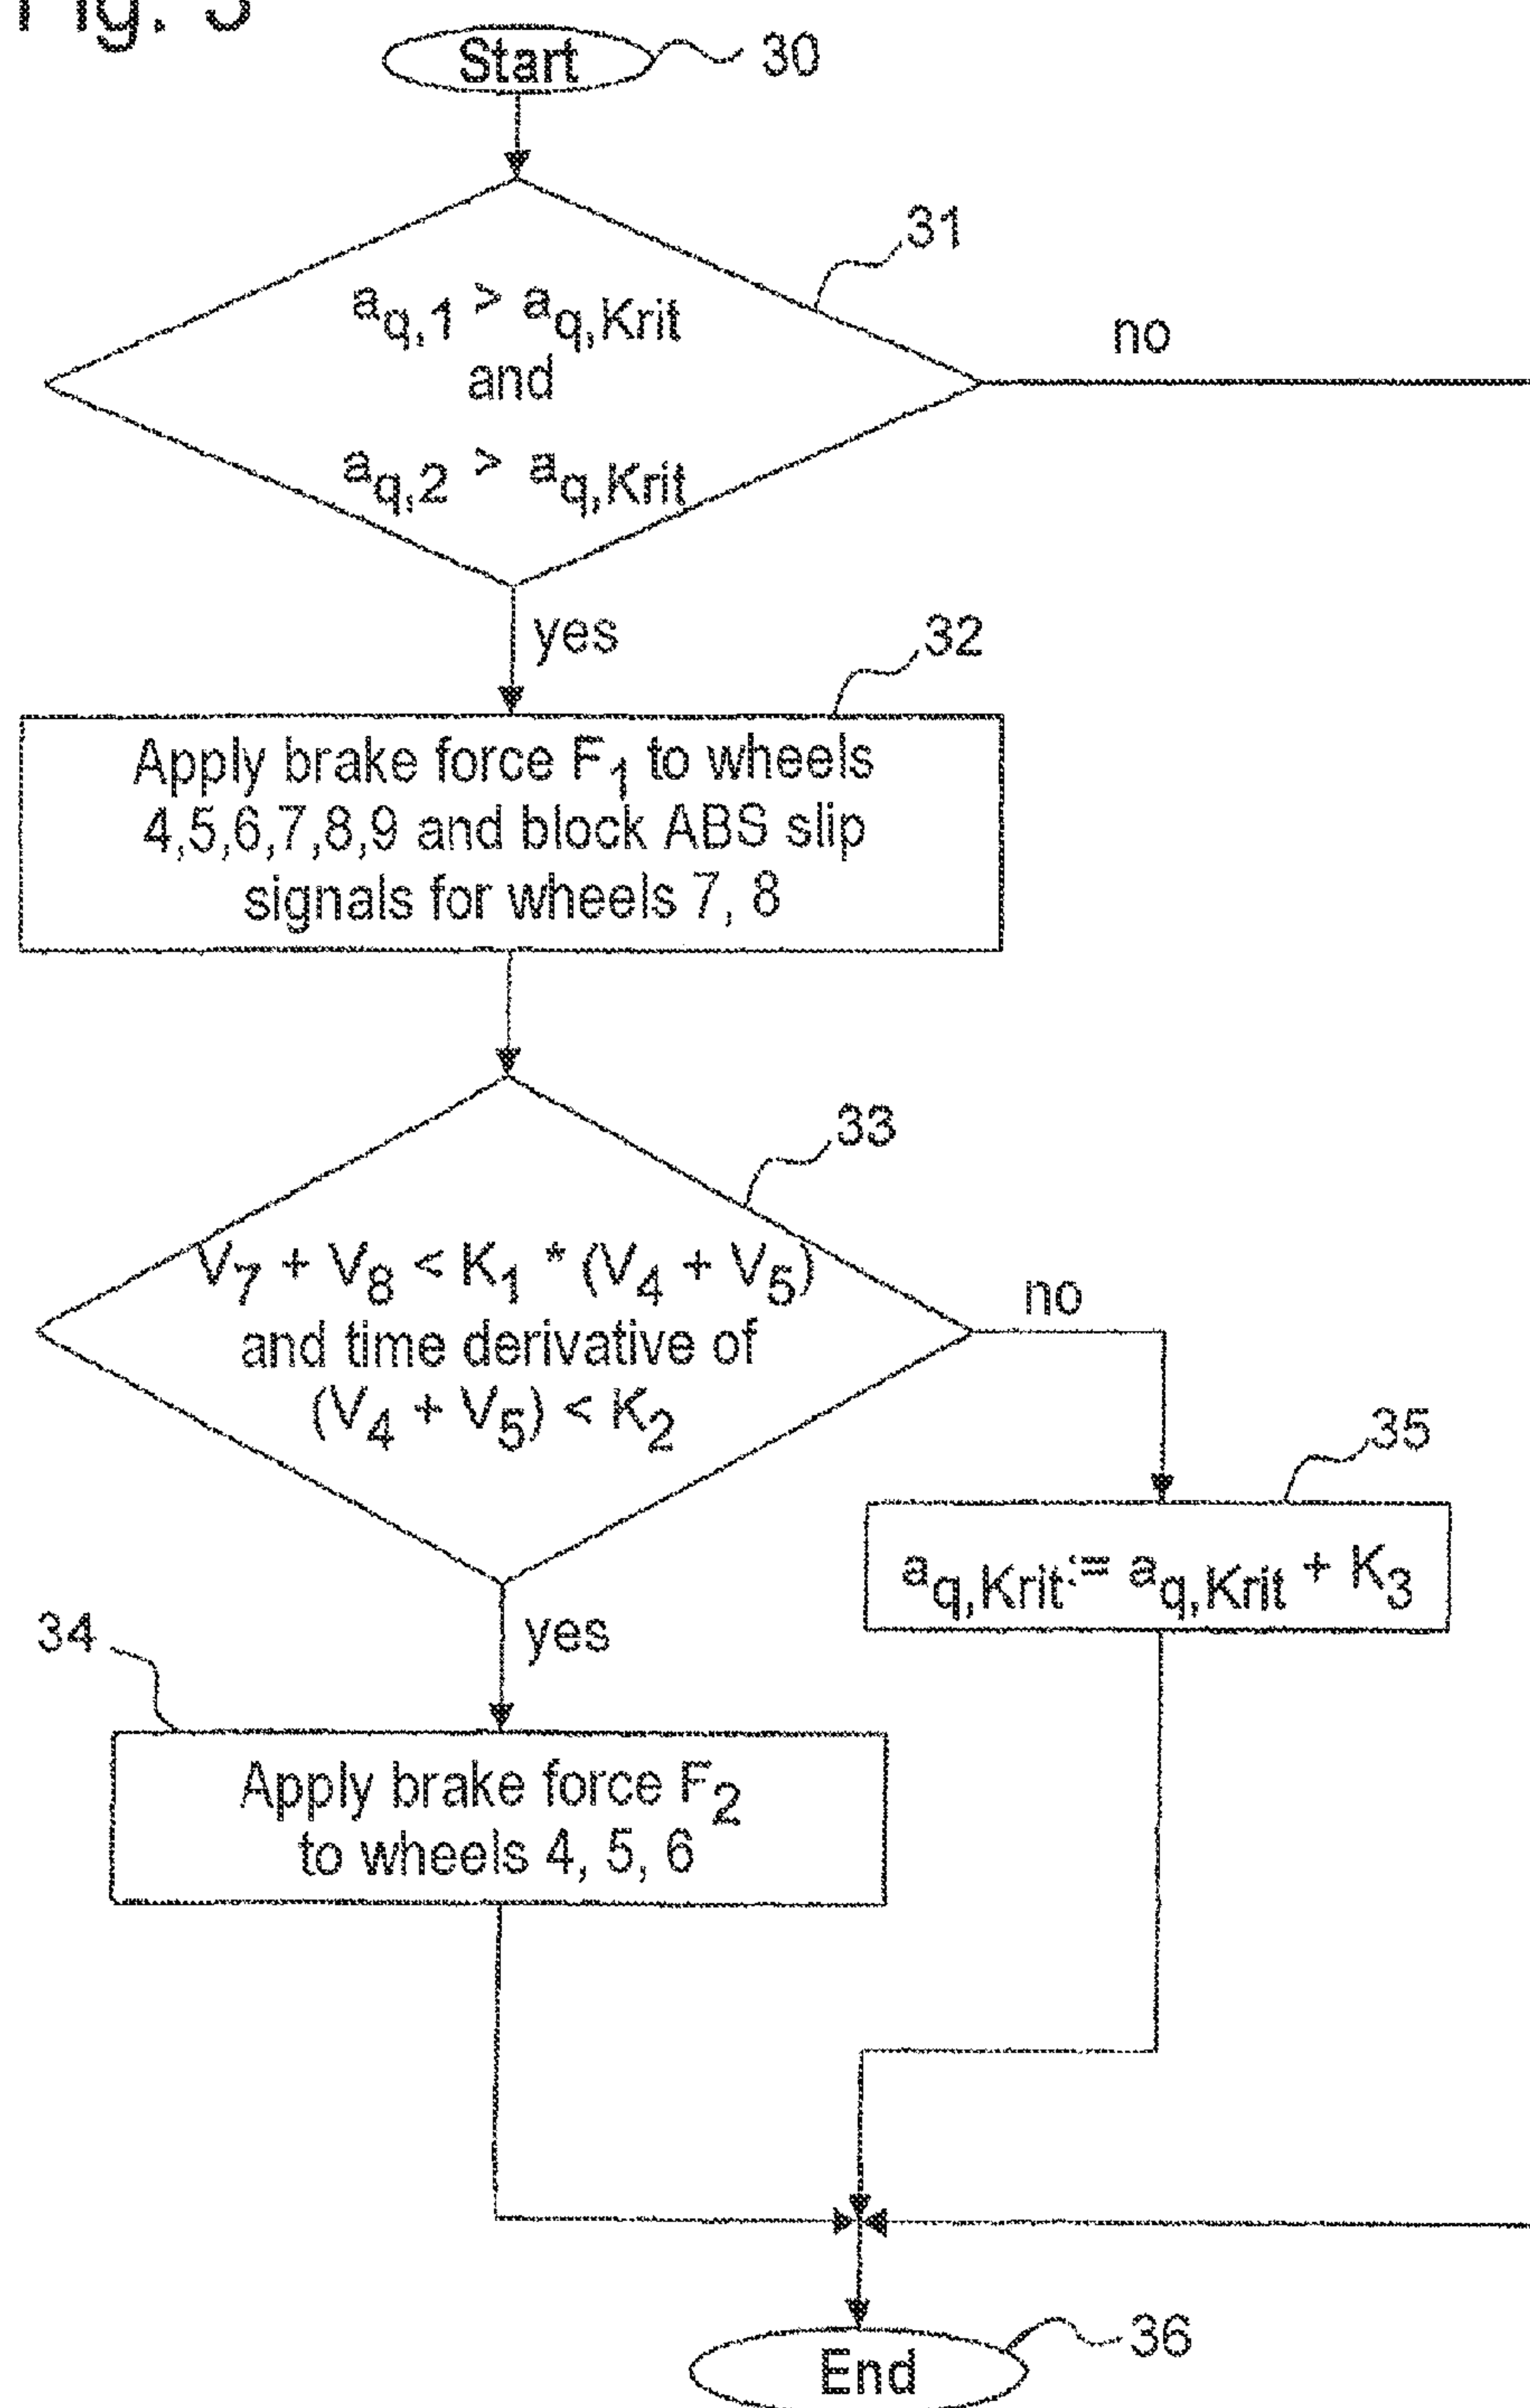 Fig. 3
Start
30
31
a_q,1 > a_q,Krit
and
a_q,2 > a_q,Krit
no
yes
32
Apply brake force F_1 to wheels
4,5,6,7,8,9 and block ABS slip
signals for wheels 7, 8
33
V_7 + V_8 < K_1 * (V_4 + V_5)
and time derivative of
(V_4 + V_5) < K_2
no
35
a_q,Krit := a_q,Krit + K_3
34
yes
Apply brake force F_2
to wheels 4, 5, 6
36
End